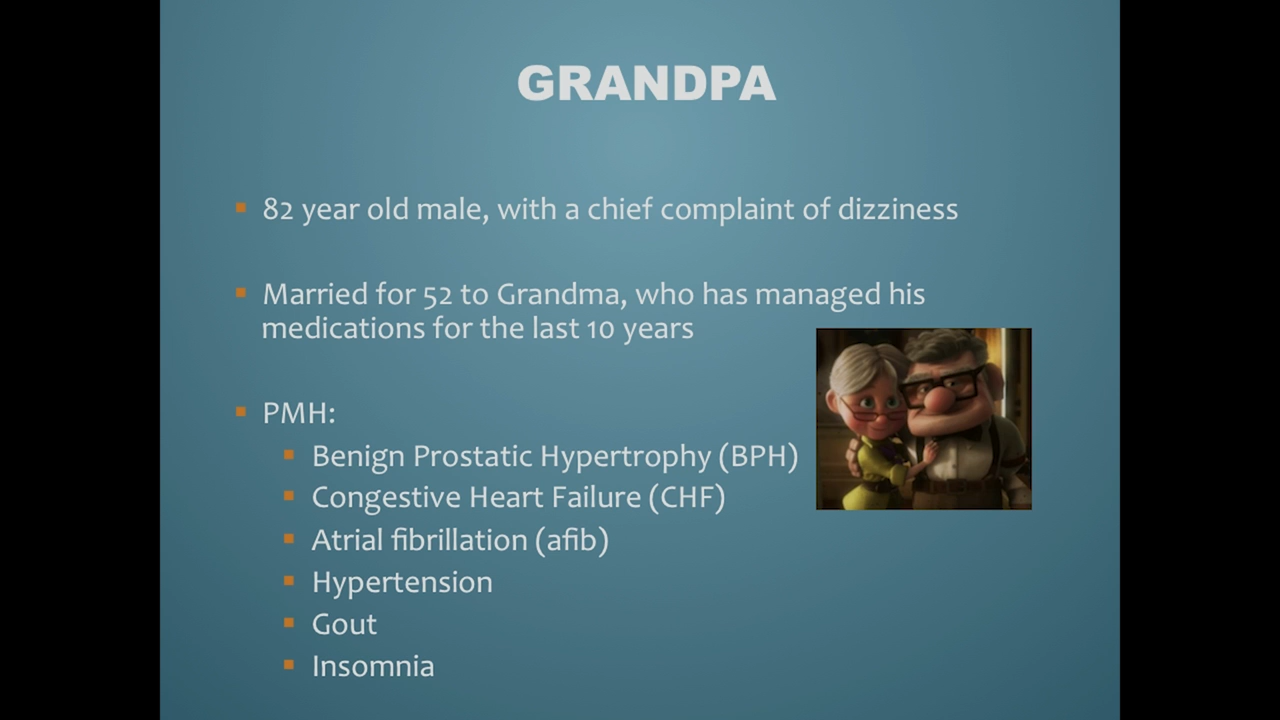 GRANDPA
82 year old male, with a chief complaint of dizziness
Married for 52 to Grandma, who has managed his
medications for the last 10 years
PMH:
Benign Prostatic Hypertrophy (BPH)
Congestive Heart Failure (CHF)
Atrial fibrillation (afib)
Hypertension
Gout
Insomnia